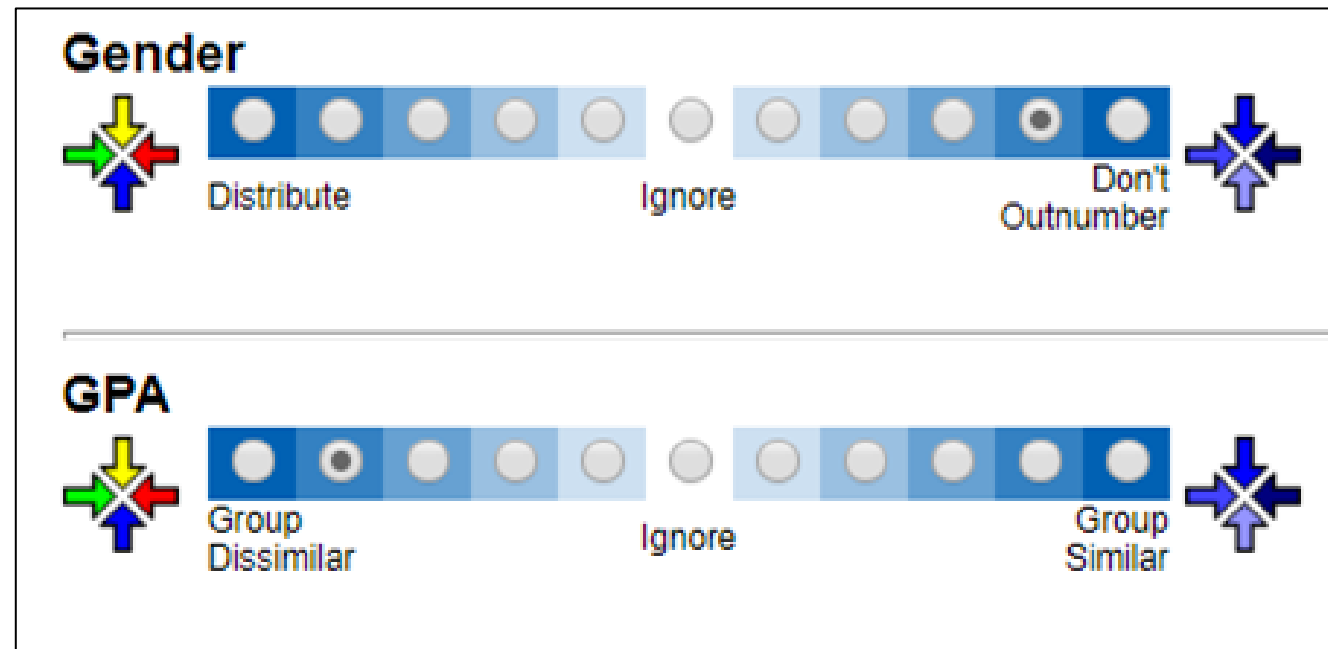 Gender
Distribute
Ignore
Don't
Outnumber
GPA
Group
Dissimilar
Ignore
Group
Similar